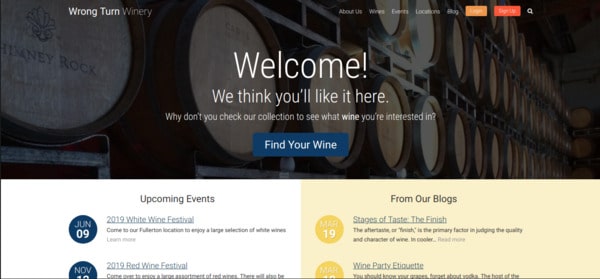 Wrong Turn Winery
About Us Wines Events Locations Blog Login Sign Up
CHIMNEY ROCK
Welcome!
We think you'll like it here.
Why don't you check our collection to see what wine you're interested in?
Find Your Wine
Upcoming Events
JUN
09
2019 White Wine Festival
Come to our Fullerton location to enjoy a large selection of white wines
Learn more
NOV
2019 Red Wine Festival
Come over to enjoy a large assortment of red wines. There will also be
From Our Blogs
MAR
19
Stages of Taste: The Finish
The aftertaste, or "finish," is the primary factor in judging the
quality and character of wine. In cooler... Read more
MAR
Wine Party Etiquette
You should know your grapes, forget about vodka. The host of the